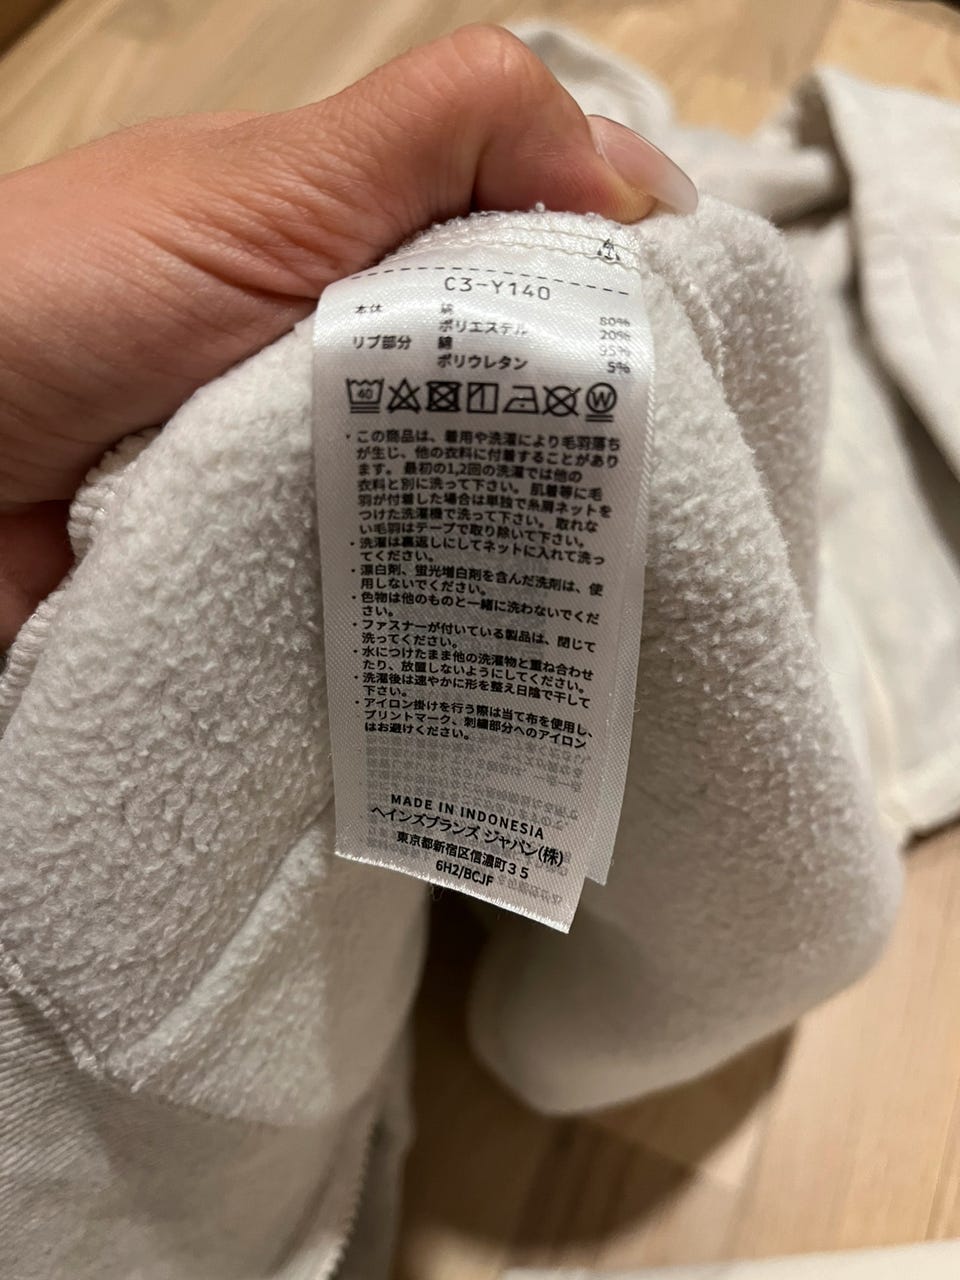 C3-Y140
本体 綿 80%
ポリエステル 20%
リブ部分 綿 95%
ポリウレタン 5%
40 W
・この商品は、着用や洗濯により毛羽落ち
が生じ、他の衣料に付着することがあり
ます。最初の1,2回の洗濯では他の
衣料と別に洗って下さい。肌着等に毛
羽が付着した場合は単独で糸屑ネットを
つけた洗濯機で洗って下さい。取れな
い毛羽はテープで取り除いて下さい。
・洗濯は裏返しにしてネットに入れて洗っ
てください。
・漂白剤、蛍光増白剤を含んだ洗剤は、使
用しないでください。
・色物は他のものと一緒に洗わないでくだ
さい。
・ファスナーが付いている製品は、閉じて
洗ってください。
・水につけたまま他の洗濯物と重ね合わせ
たり、放置しないようにしてください。
・洗濯後は速やかに形を整え日陰で干して
下さい。
・アイロン掛けを行う際は当て布を使用し、
プリントマーク、刺繍部分へのアイロン
はお避けください。
MADE IN INDONESIA
ヘインズブランズ ジャパン(株)
東京都新宿区信濃町３５
6H2/BCJF